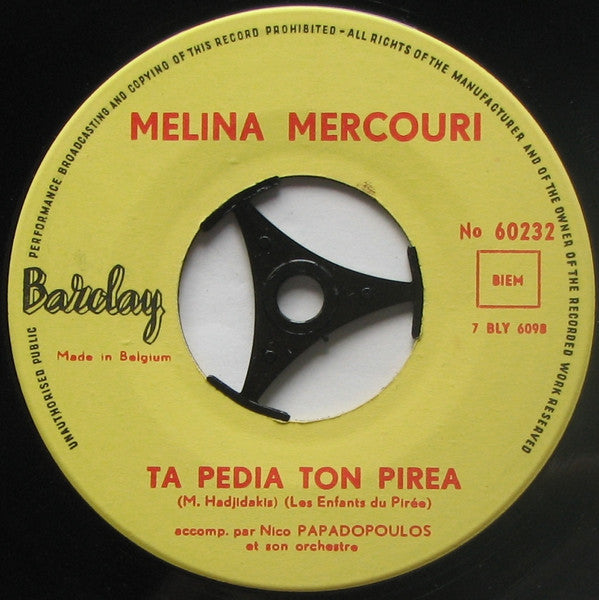 UNAUTHORISED PUBLIC PERFORMANCE BROADCASTING AND COPYING OF THIS RECORD PROHIBITED - ALL RIGHTS OF THE MANUFACTURER AND OF THE OWNER OF THE RECORDED WORK RESERVED
MELINA MERCOURI
No 60232
BIEM
7 BLY 6098
Barclay
Made in Belgium
TA PEDIA TON PIREA
(M. Hadjidakis) (Les Enfants du Pirée)
accomp. par Nico PAPADOPOULOS
et son orchestre